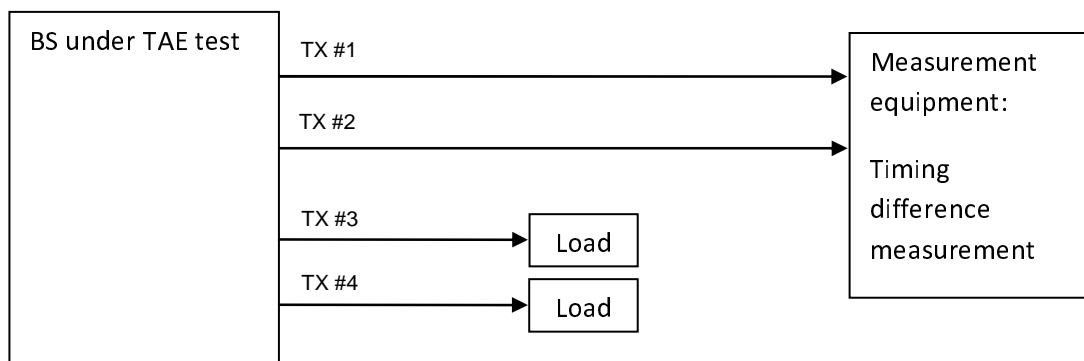 BS under TAE test
TX #1
TX #2
TX #3
TX #4
Load
Load
Measurement
equipment:
Timing
difference
measurement